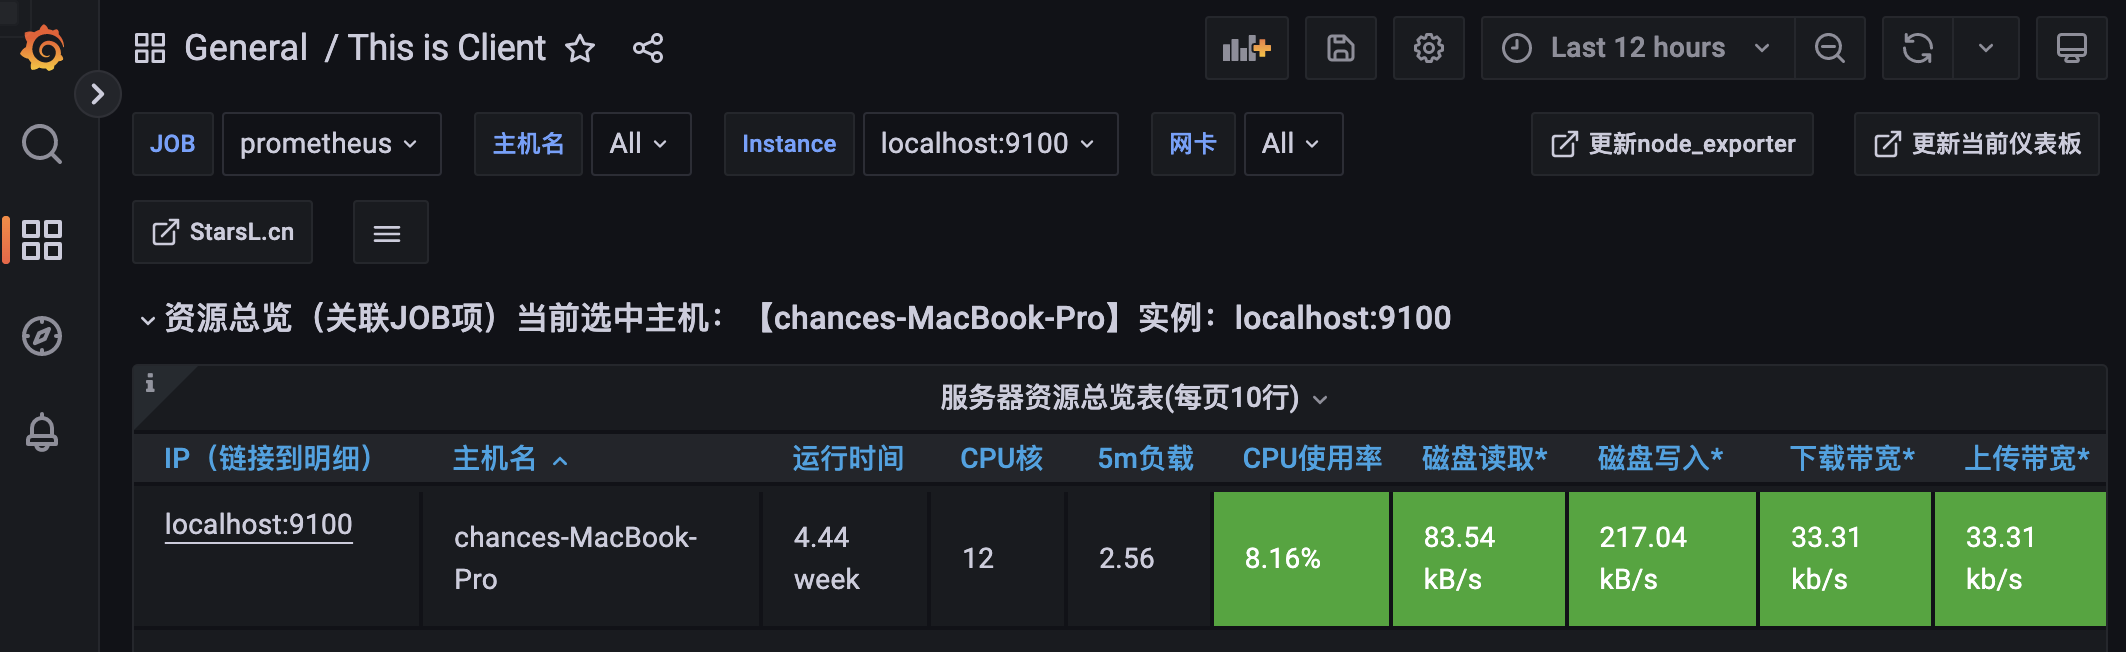 General / This is Client
Last 12 hours
JOB prometheus 主机名 All Instance localhost:9100 网卡 All 更新node_exporter 更新当前仪表板
StarsL.cn
资源总览（关联JOB项）当前选中主机：【chances-MacBook-Pro】实例：localhost:9100
服务器资源总览表(每页10行)
IP（链接到明细） 主机名 运行时间 CPU核 5m负载 CPU使用率 磁盘读取* 磁盘写入* 下载带宽* 上传带宽*
localhost:9100
chances-MacBook-
Pro
4.44
week
12
2.56
8.16%
83.54
kB/s
217.04
kB/s
33.31
kb/s
33.31
kb/s